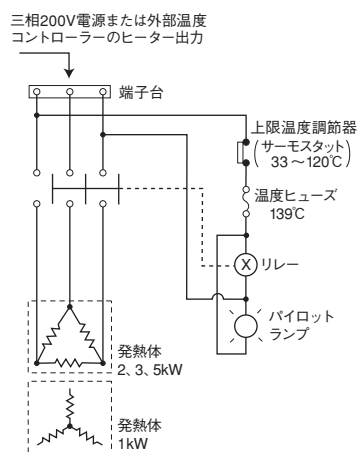 三相200V電源または外部温度
コントローラーのヒーター出力
端子台
上限温度調節器
(サーモスタット
33～120℃)
温度ヒューズ
139℃
X
リレー
パイロット
ランプ
発熱体
2、3、5kW
発熱体
1kW